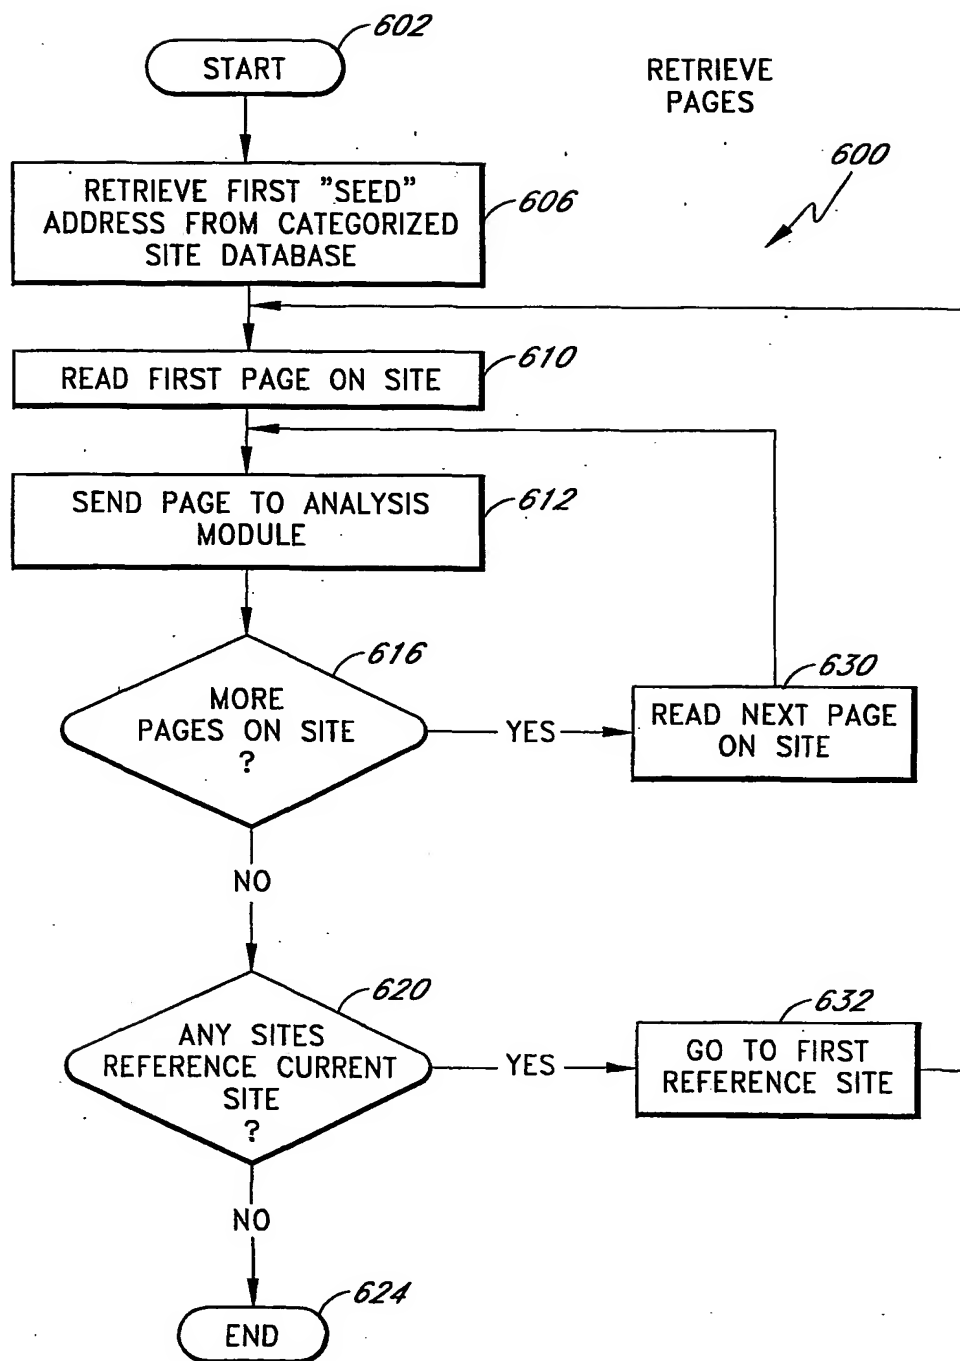 602
START
RETRIEVE
PAGES
600
RETRIEVE FIRST "SEED"
ADDRESS FROM CATEGORIZED
SITE DATABASE
606
READ FIRST PAGE ON SITE
610
SEND PAGE TO ANALYSIS
MODULE
612
MORE
PAGES ON SITE
?
616
YES
630
READ NEXT PAGE
ON SITE
NO
ANY SITES
REFERENCE CURRENT
SITE
?
620
YES
632
GO TO FIRST
REFERENCE SITE
NO
624
END